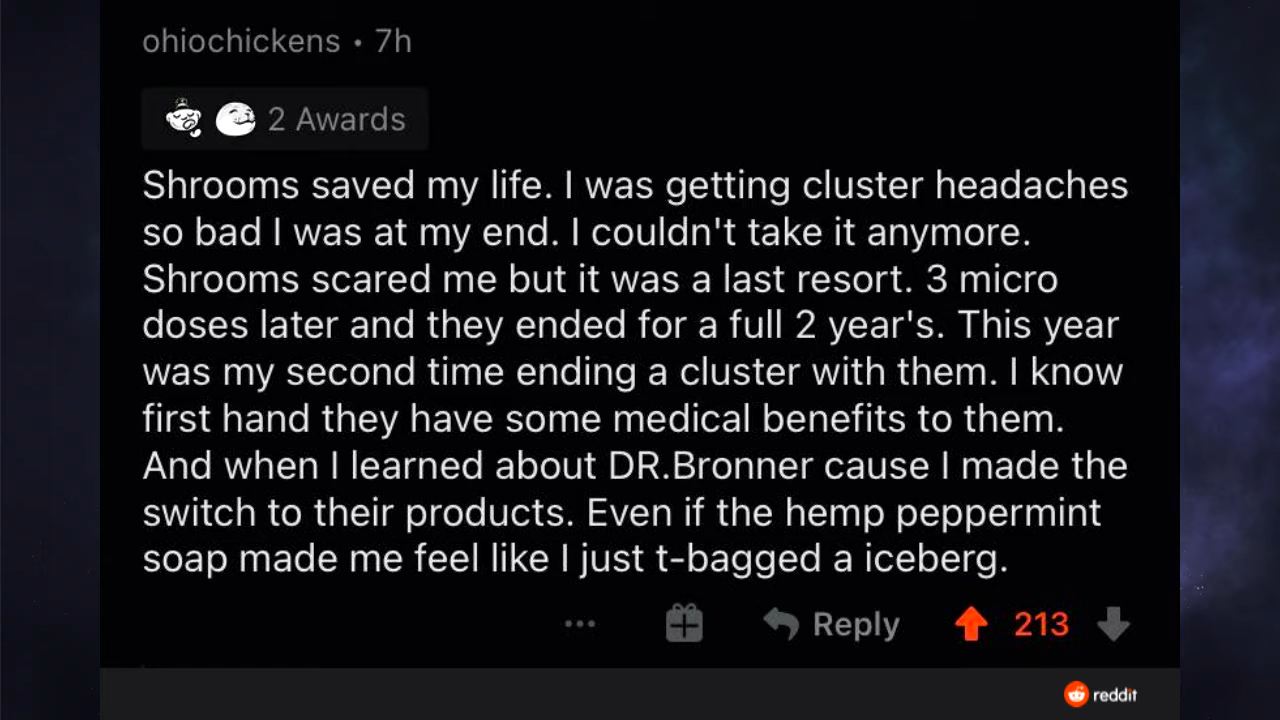 ohiochickens • 7h
2 Awards
Shrooms saved my life. I was getting cluster headaches
so bad I was at my end. I couldn't take it anymore.
Shrooms scared me but it was a last resort. 3 micro
doses later and they ended for a full 2 year's. This year
was my second time ending a cluster with them. I know
first hand they have some medical benefits to them.
And when I learned about DR.Bronner cause I made the
switch to their products. Even if the hemp peppermint
soap made me feel like I just t-bagged a iceberg.
Reply 213
reddit